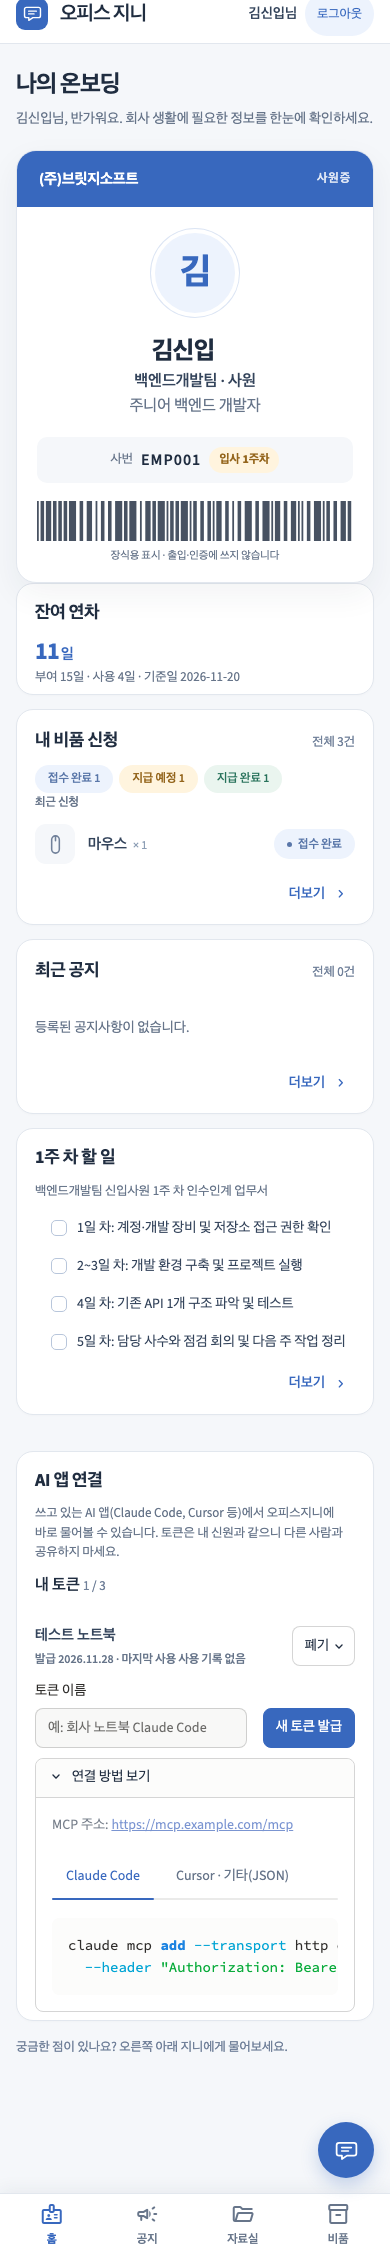 오피스 지니
김신입님 로그아웃
나의 온보딩
김신입님, 반가워요. 회사 생활에 필요한 정보를 한눈에 확인하세요.
(주)브릿지소프트 사원증
김
김신입
백엔드개발팀 · 사원
주니어 백엔드 개발자
사번 EMP001 입사 1주차
장식용 표시 · 출입·인증에 쓰지 않습니다
잔여 연차
11일
부여 15일 · 사용 4일 · 기준일 2026-11-20
내 비품 신청 전체 3건
접수 완료 1 지급 예정 1 지급 완료 1
최근 신청
마우스 × 1 접수 완료
더보기
최근 공지 전체 0건
등록된 공지사항이 없습니다.
더보기
1주 차 할 일
백엔드개발팀 신입사원 1주 차 인수인계 업무서
1일 차: 계정·개발 장비 및 저장소 접근 권한 확인
2~3일 차: 개발 환경 구축 및 프로젝트 실행
4일 차: 기존 API 1개 구조 파악 및 테스트
5일 차: 담당 사수와 점검 회의 및 다음 주 작업 정리
더보기
AI 앱 연결
쓰고 있는 AI 앱(Claude Code, Cursor 등)에서 오피스지니에
바로 물어볼 수 있습니다. 토큰은 내 신원과 같으니 다른 사람과
공유하지 마세요.
내 토큰 1 / 3
테스트 노트북
발급 2026.11.28 · 마지막 사용 사용 기록 없음
폐기
토큰 이름
예: 회사 노트북 Claude Code 새 토큰 발급
연결 방법 보기
MCP 주소: https://mcp.example.com/mcp
Claude Code Cursor · 기타(JSON)
claude mcp add --transport http
--header "Authorization: Beare
궁금한 점이 있나요? 오른쪽 아래 지니에게 물어보세요.
홈 공지 자료실 비품